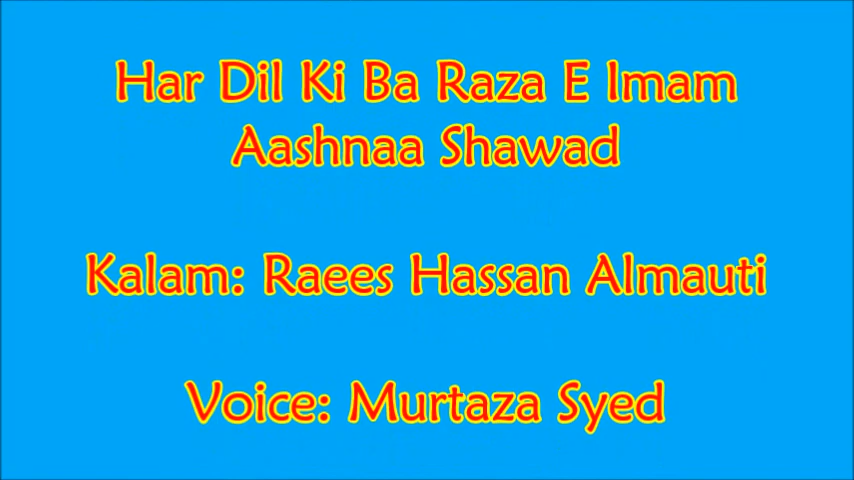 Har Dil Ki Ba Raza E Imam
Aashnaa Shawad
Kalam: Raees Hassan Almauti
Voice: Murtaza Syed